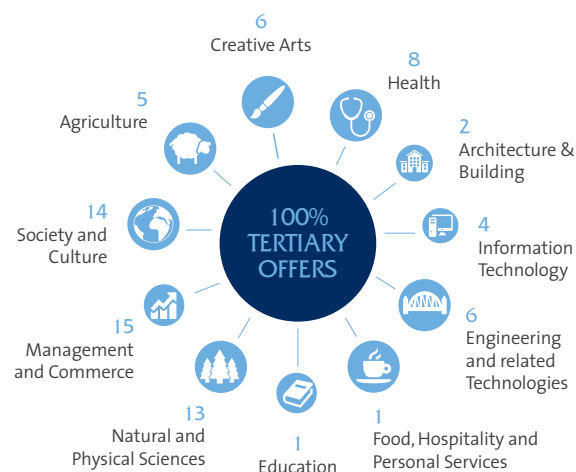 6
Creative Arts
8
Health
2
Architecture &
Building
4
Information
Technology
6
Engineering
and related
Technologies
1
Food, Hospitality and
Personal Services
1
Education
13
Natural and
Physical Sciences
15
Management
and Commerce
14
Society and
Culture
5
Agriculture
100%
TERTIARY
OFFERS